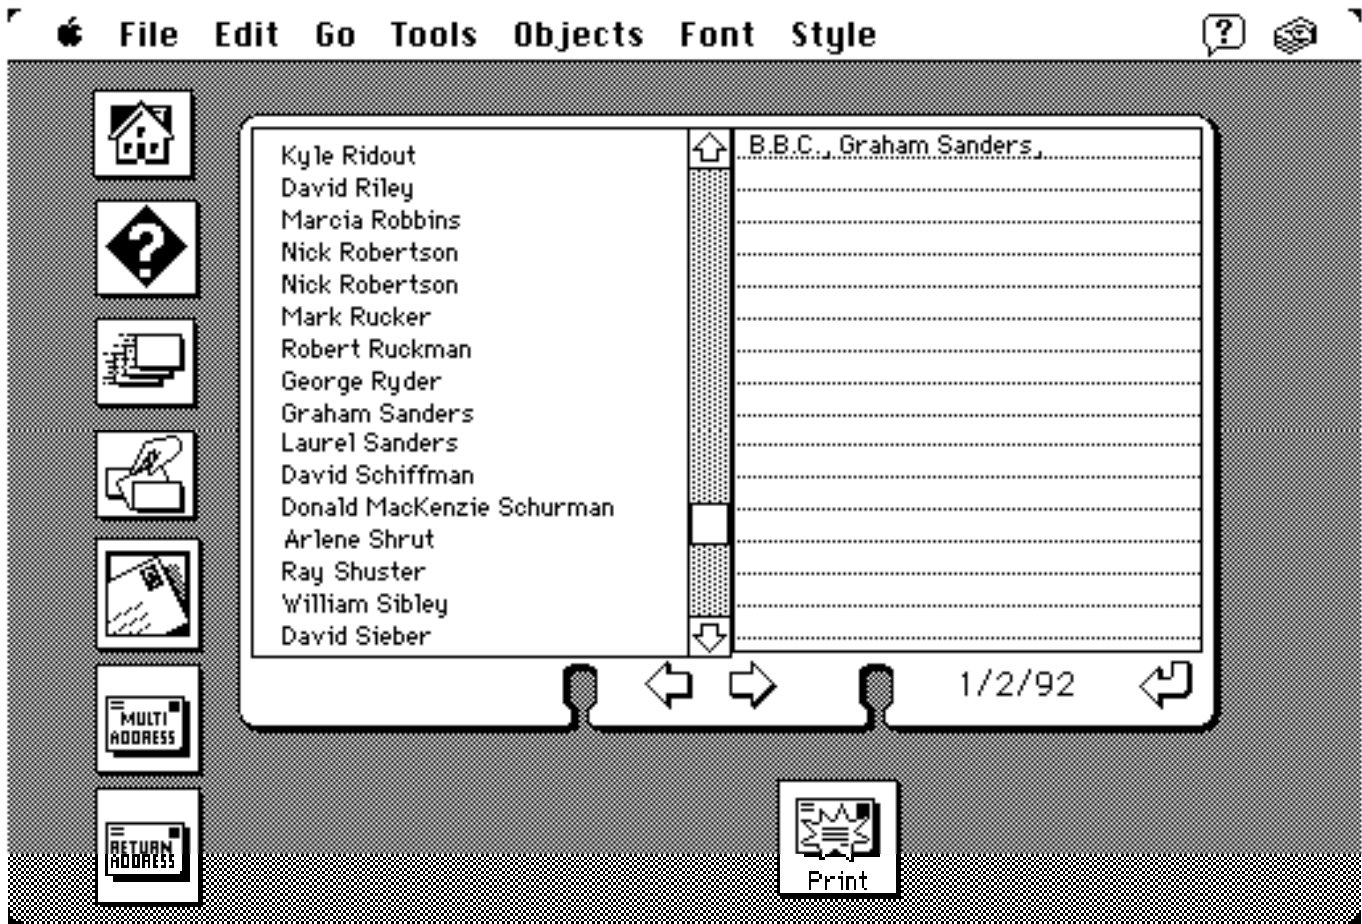 File Edit Go Tools Objects Font Style ?
Kyle Ridout
David Riley
Marcia Robbins
Nick Robertson
Nick Robertson
Mark Rucker
Robert Ruckman
George Ryder
Graham Sanders
Laurel Sanders
David Schiffman
Donald MacKenzie Schurman
Arlene Shrut
Ray Shuster
William Sibley
David Sieber
B.B.C., Graham Sanders,
1/2/92
?
MULTI
ADDRESS
RETURN
ADDRESS
Print